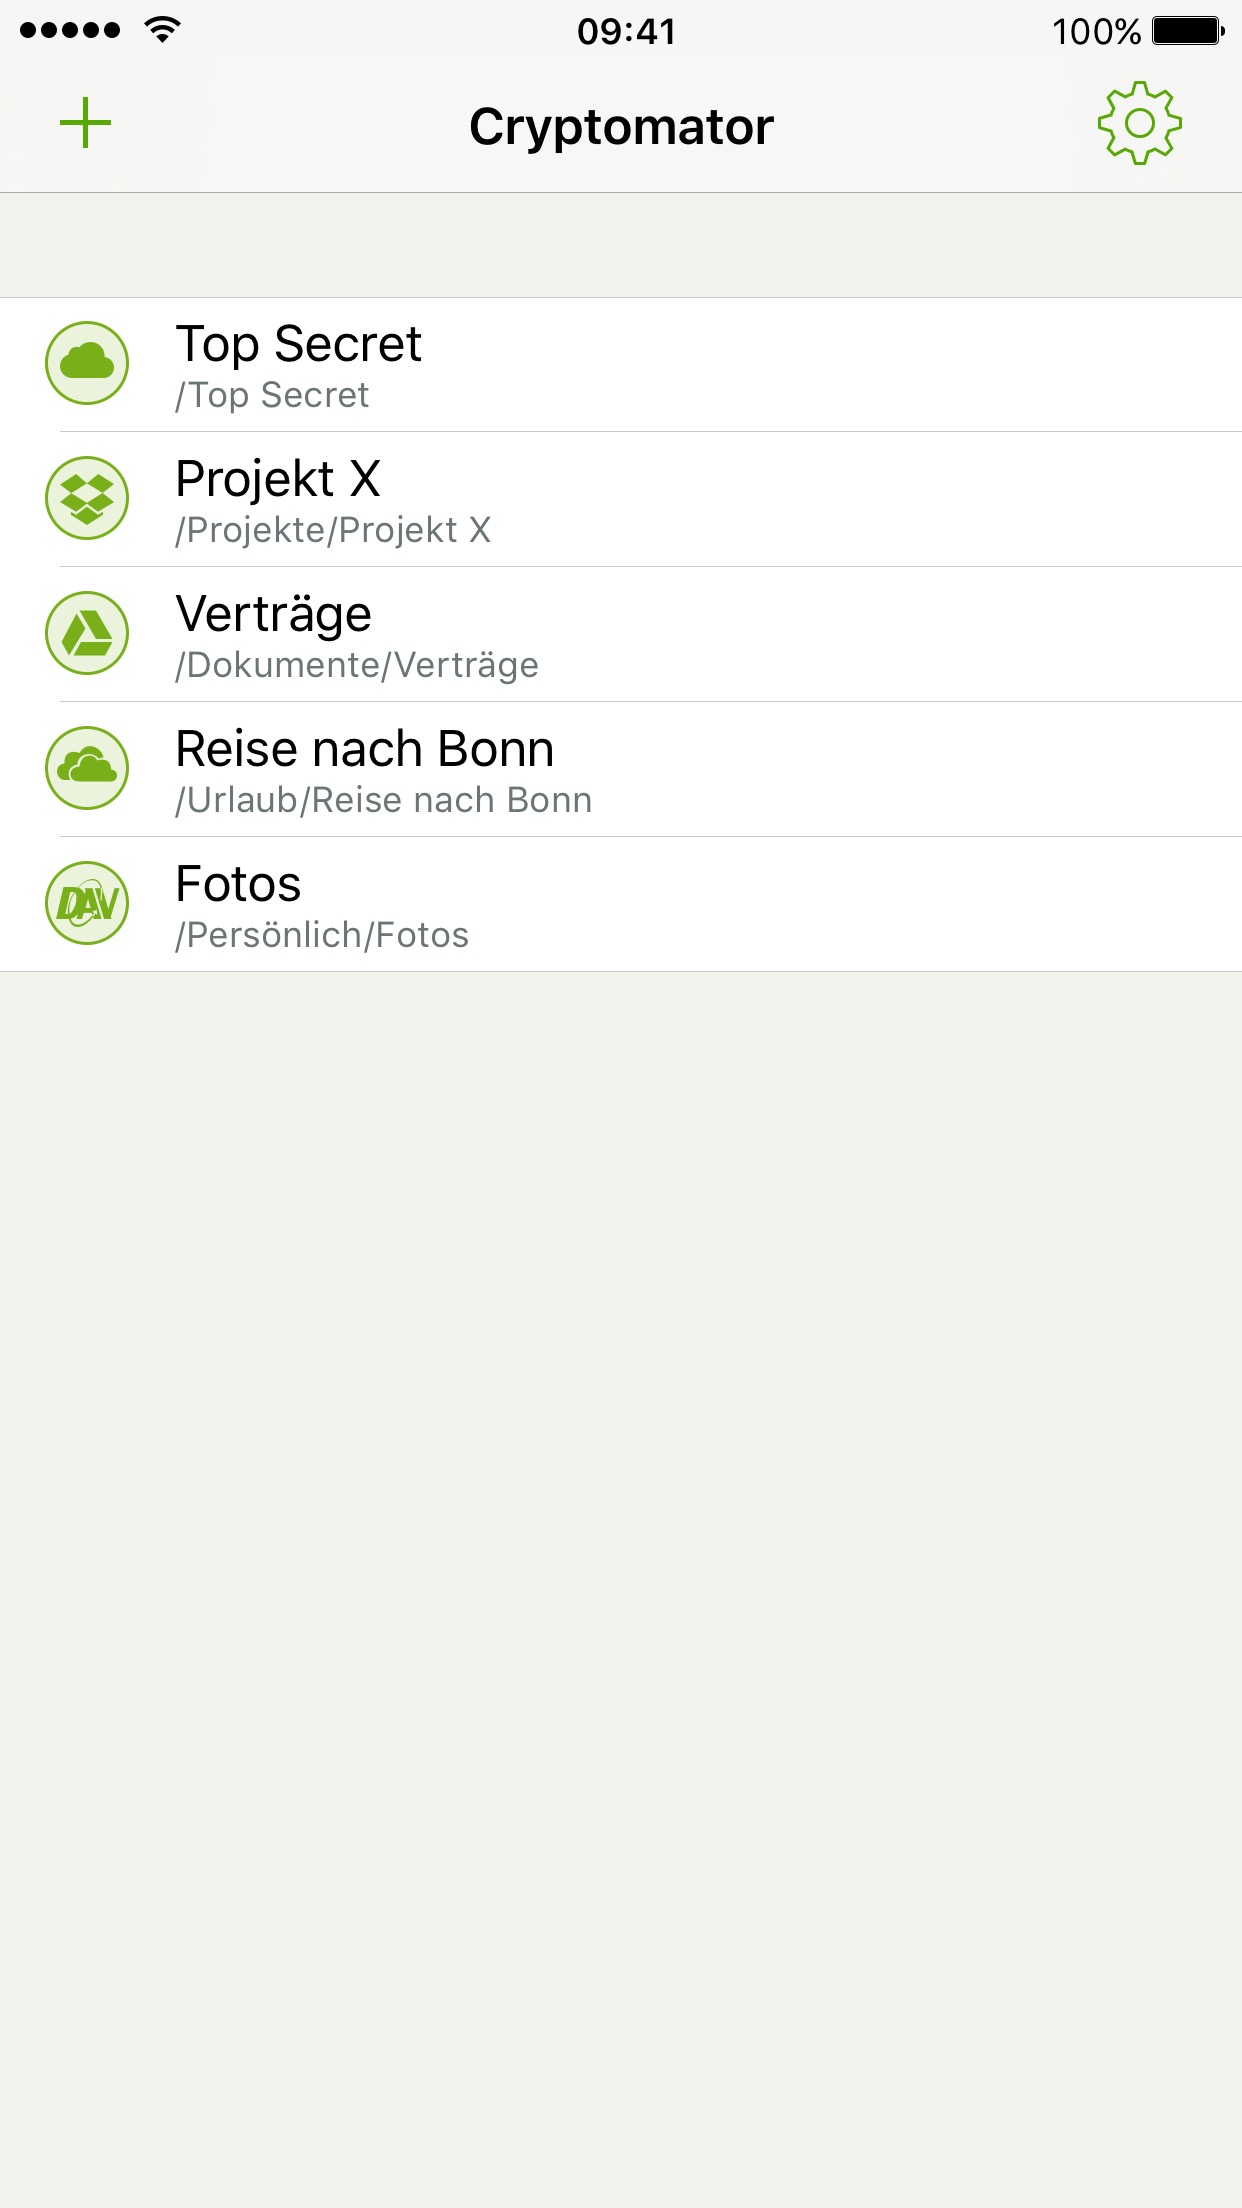 09:41
100%
Cryptomator
Top Secret
/Top Secret
Projekt X
/Projekte/Projekt X
Verträge
/Dokumente/Verträge
Reise nach Bonn
/Urlaub/Reise nach Bonn
DAV
Fotos
/Persönlich/Fotos